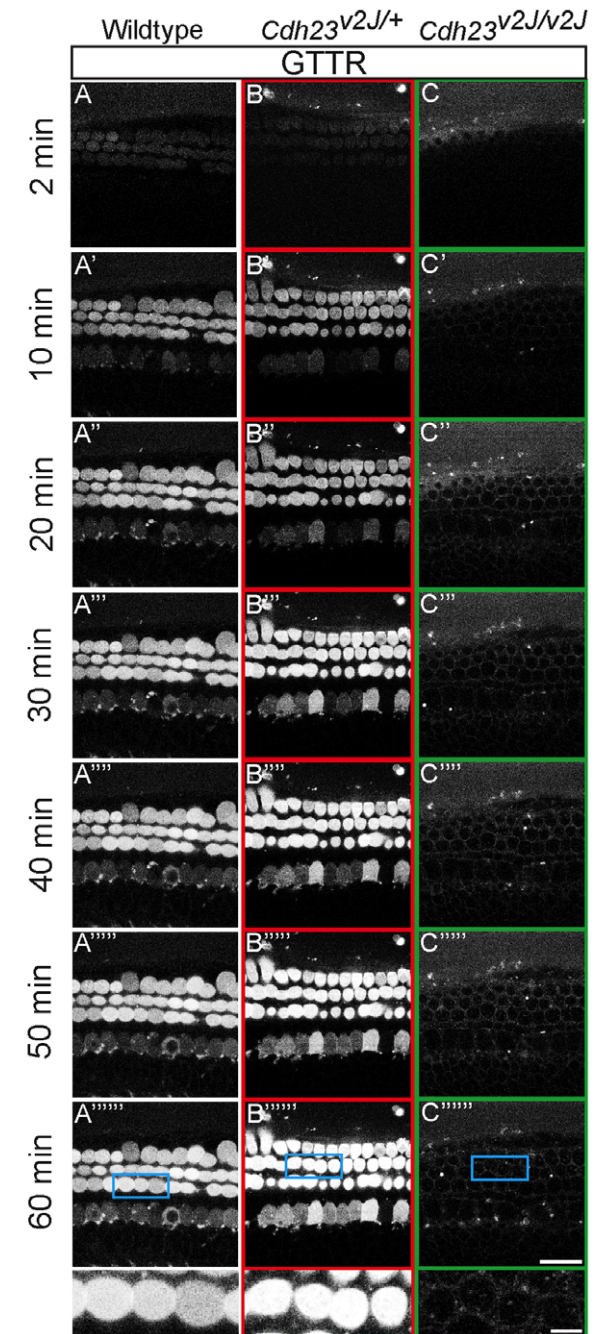 Wildtype Cdh23v2J/+ Cdh23v2J/v2J
GTTR
2 min A B C
10 min A’ B’ C’
20 min A’’ B’’ C’’
30 min A’’’ B’’’ C’’’
40 min A’’’’ B’’’’ C’’’’
50 min A’’’’’ B’’’’’ C’’’’’
60 min A’’’’’’ B’’’’’’ C’’’’’’